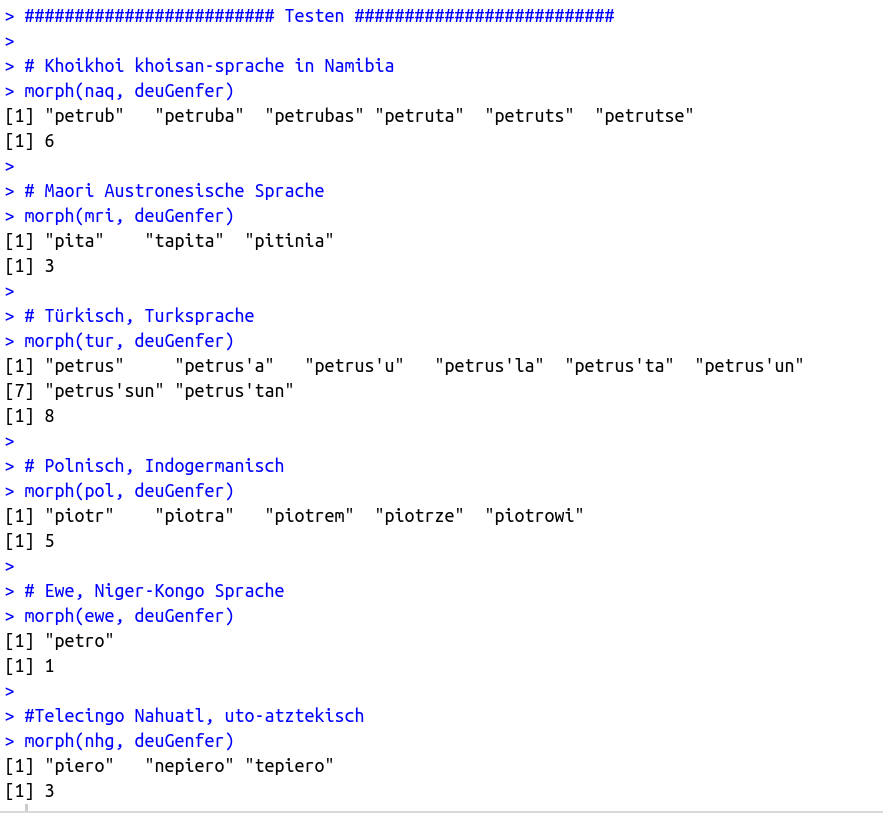 > ######################### Testen ##########################
>
> # Khoikhoi khoisan-sprache in Namibia
> morph(naq, deuGenfer)
[1] "petrub"   "petruba"  "petrubas" "petruta"  "petruts"  "petrutse"
[1] 6
>
> # Maori Austronesische Sprache
> morph(mri, deuGenfer)
[1] "pita"    "tapita"  "pitinia"
[1] 3
>
> # Türkisch, Turksprache
> morph(tur, deuGenfer)
[1] "petrus"     "petrus'a"   "petrus'u"   "petrus'la"  "petrus'ta"  "petrus'un"
[7] "petrus'sun" "petrus'tan"
[1] 8
>
> # Polnisch, Indogermanisch
> morph(pol, deuGenfer)
[1] "piotr"    "piotra"   "piotrem"  "piotrze"  "piotrowi"
[1] 5
>
> # Ewe, Niger-Kongo Sprache
> morph(ewe, deuGenfer)
[1] "petro"
[1] 1
>
> #Telecingo Nahuatl, uto-atztekisch
> morph(nhg, deuGenfer)
[1] "piero"   "nepiero" "tepiero"
[1] 3